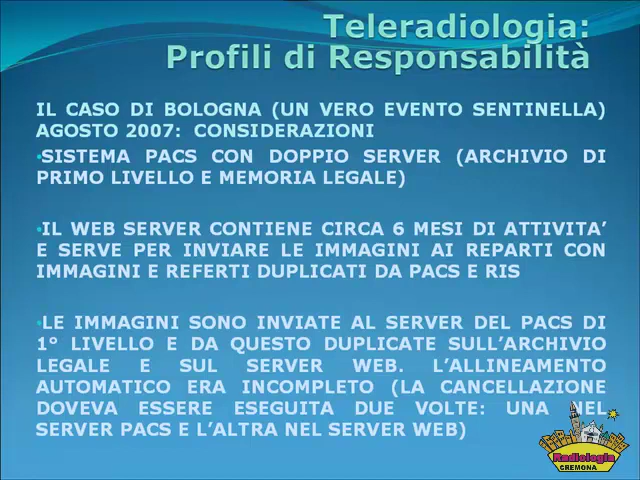 Teleradiologia:
Profili di Responsabilità
IL CASO DI BOLOGNA (UN VERO EVENTO SENTINELLA)
AGOSTO 2007: CONSIDERAZIONI
•SISTEMA PACS CON DOPPIO SERVER (ARCHIVIO DI
PRIMO LIVELLO E MEMORIA LEGALE)
•IL WEB SERVER CONTIENE CIRCA 6 MESI DI ATTIVITA’
E SERVE PER INVIARE LE IMMAGINI AI REPARTI CON
IMMAGINI E REFERTI DUPLICATI DA PACS E RIS
•LE IMMAGINI SONO INVIATE AL SERVER DEL PACS DI
1° LIVELLO E DA QUESTO DUPLICATE SULL’ARCHIVIO
LEGALE E SUL SERVER WEB. L’ALLINEAMENTO
AUTOMATICO ERA INCOMPLETO (LA CANCELLAZIONE
DOVEVA ESSERE ESEGUITA DUE VOLTE: UNA NEL
SERVER PACS E L’ALTRA NEL SERVER WEB)
Radiologia
CREMONA